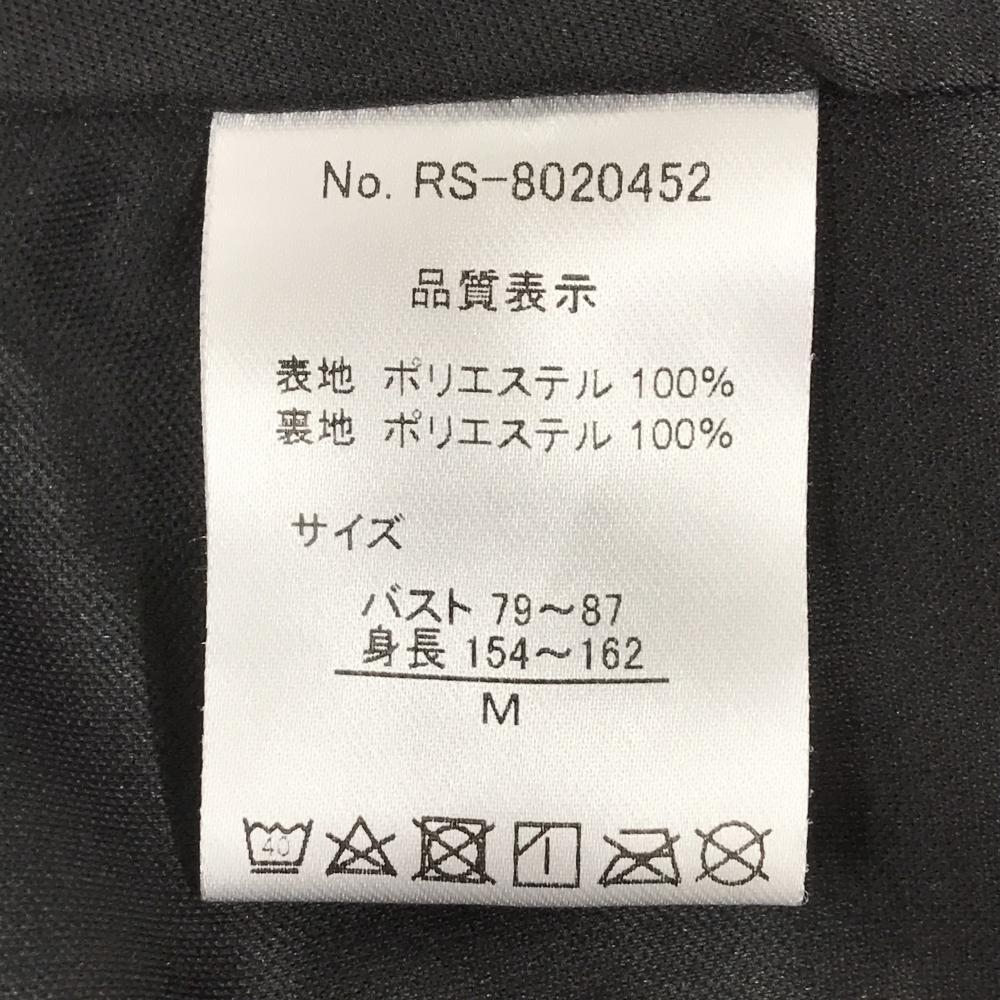 No. RS-8020452
品質表示
表地 ポリエステル 100%
裏地 ポリエステル 100%
サイズ
バスト 79～87
身長 154～162
M
40